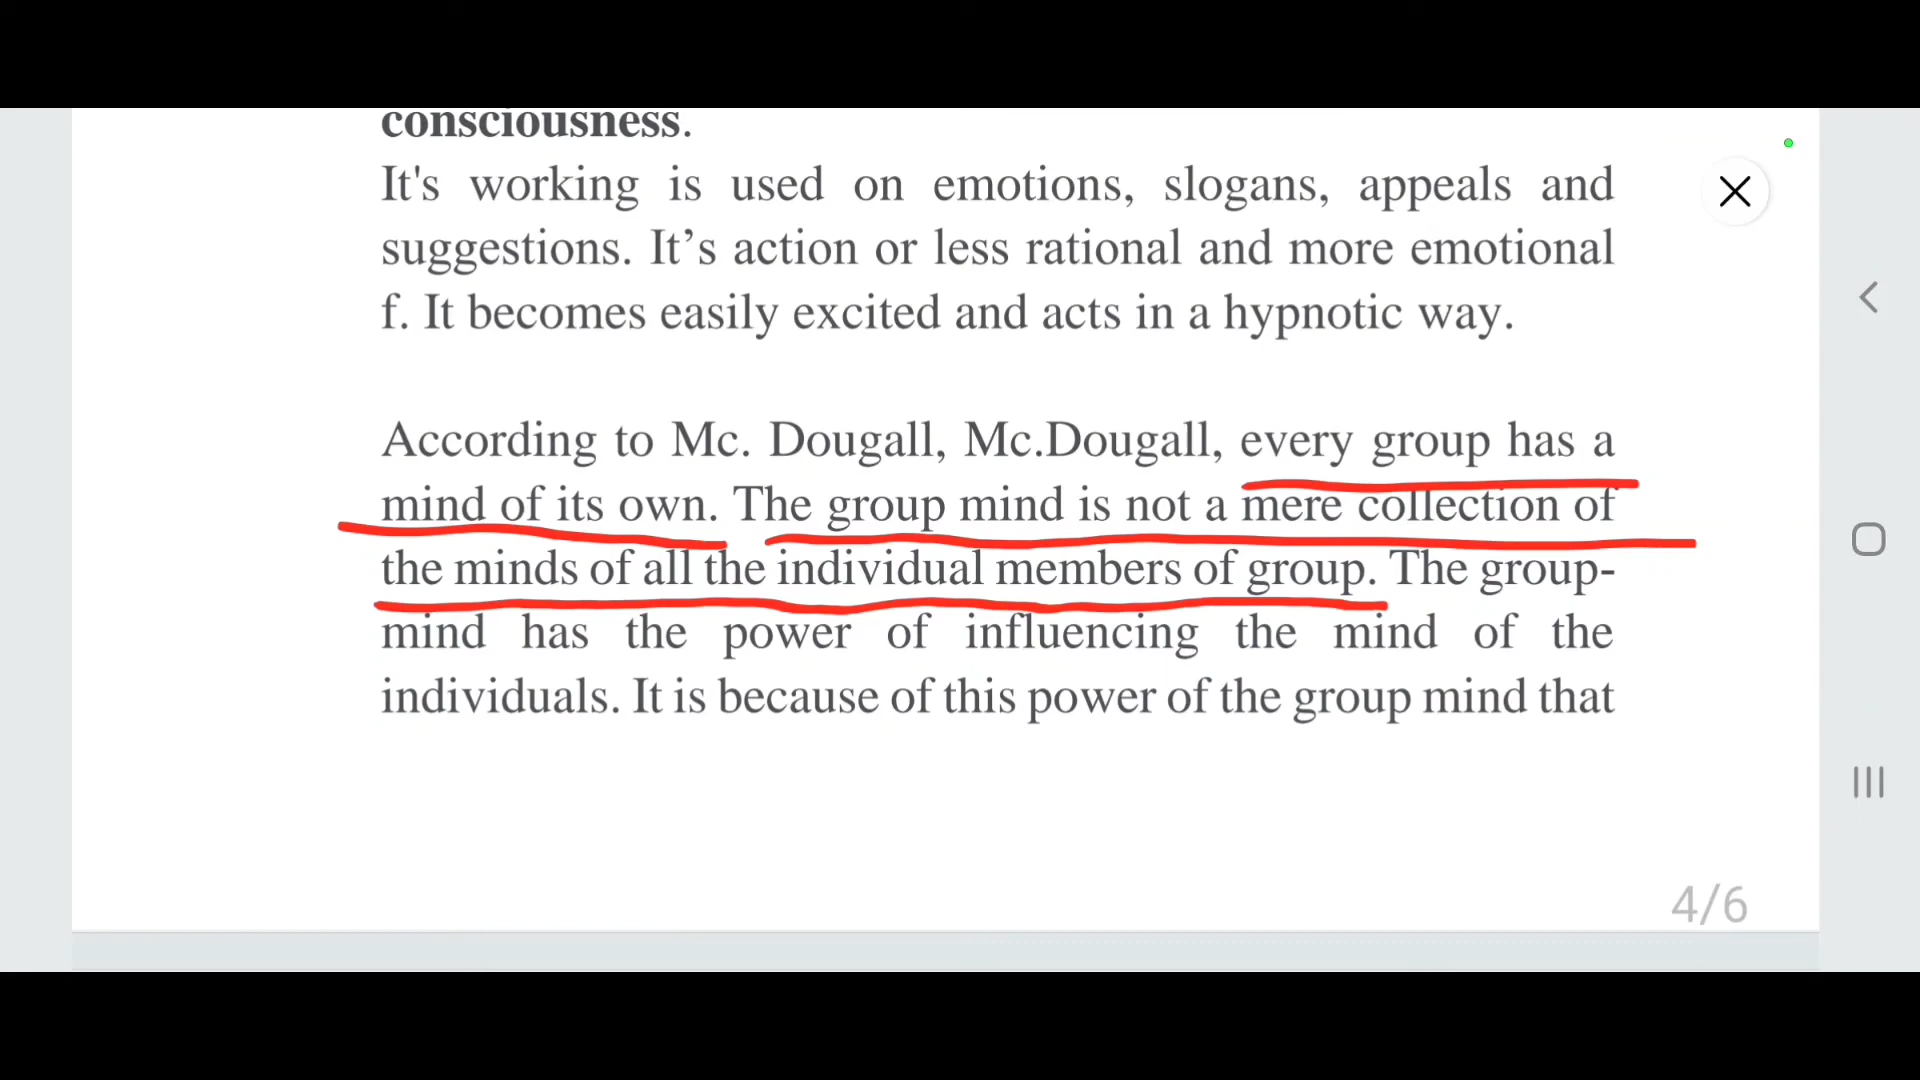 consciousness.
It's working is used on emotions, slogans, appeals and
suggestions. It’s action or less rational and more emotional
f. It becomes easily excited and acts in a hypnotic way.
According to Mc. Dougall, Mc.Dougall, every group has a
mind of its own. The group mind is not a mere collection of
the minds of all the individual members of group. The group-
mind has the power of influencing the mind of the
individuals. It is because of this power of the group mind that
4/6